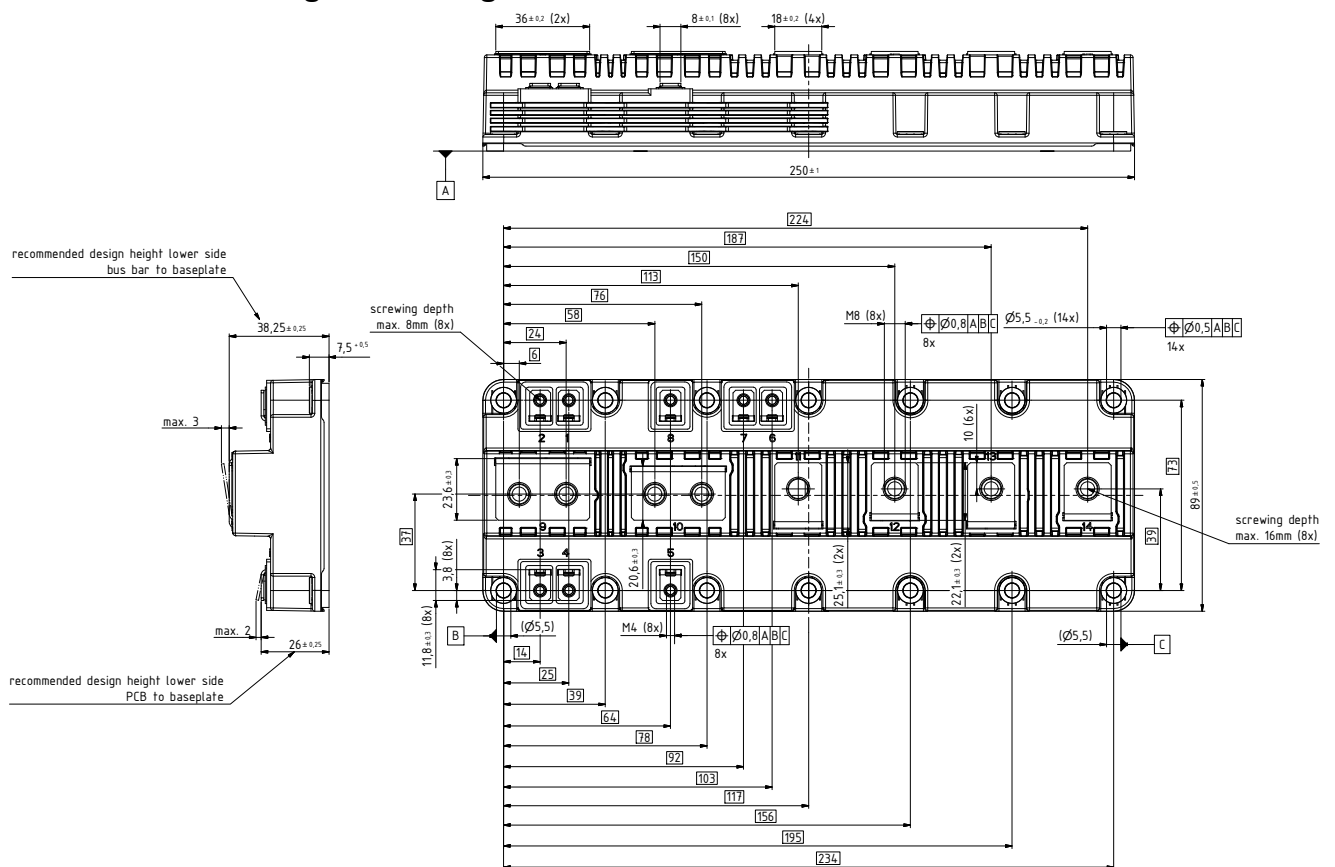 36±0,2 (2x)
8±0,1 (8x)
18±0,2 (4x)
A
250±1
224
187
150
113
76
58
24
6
recommended design height lower side
bus bar to baseplate
38,25±0,25
7,5 +0,5
screwing depth
max. 8mm (8x)
M8 (8x)
⌖ Ø0,8 A B C
8x
Ø5,5 -0,2 (14x)
⌖ Ø0,5 A B C
14x
max. 3
2 1 8 7 6
10 (6x)
11 13
23,6±0,3
9 10 12 14
73
89±0,5
37
39
screwing depth
max. 16mm (8x)
3 4 5
3,8 (8x)
20,6±0,3
25,1±0,3 (2x)
22,1±0,3 (2x)
11,8±0,3 (8x)
max. 2
26±0,25
B
(Ø5,5)
M4 (8x)
⌖ Ø0,8 A B C
8x
(Ø5,5)
C
recommended design height lower side
PCB to baseplate
14
25
39
64
78
92
103
117
156
195
234